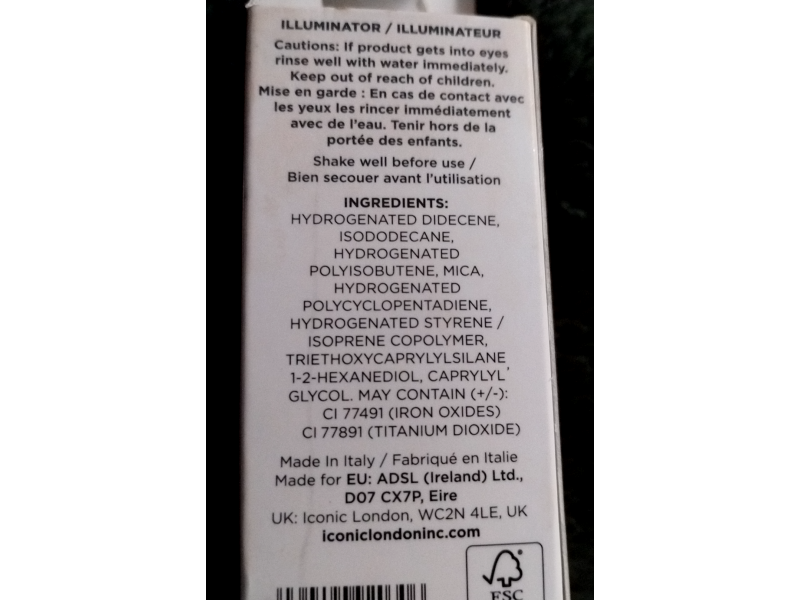 ILLUMINATOR / ILLUMINATEUR
Cautions: If product gets into eyes
rinse well with water immediately.
Keep out of reach of children.
Mise en garde : En cas de contact avec
les yeux les rincer immédiatement
avec de l'eau. Tenir hors de la
portée des enfants.
Shake well before use /
Bien secouer avant l'utilisation
INGREDIENTS:
HYDROGENATED DIDECENE,
ISODODECANE,
HYDROGENATED
POLYISOBUTENE, MICA,
HYDROGENATED
POLYCYCLOPENTADIENE,
HYDROGENATED STYRENE /
ISOPRENE COPOLYMER,
TRIETHOXYCAPRYLYLSILANE,
1-2-HEXANEDIOL, CAPRYLYL
GLYCOL. MAY CONTAIN (+/-):
CI 77491 (IRON OXIDES)
CI 77891 (TITANIUM DIOXIDE)
Made In Italy / Fabriqué en Italie
Made for EU: ADSL (Ireland) Ltd.,
D07 CX7P, Eire
UK: Iconic London, WC2N 4LE, UK
iconiclondoninc.com
FSC